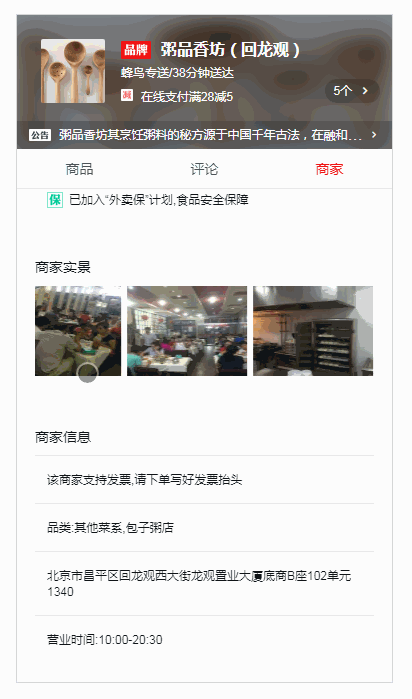 品牌 粥品香坊（回龙观）
蜂鸟专送/38分钟送达
减 在线支付满28减5
5个 >
公告 粥品香坊其烹饪粥料的秘方源于中国千年古法，在融和... >
商品 评论 商家
保 已加入“外卖保”计划,食品安全保障
商家实景
商家信息
该商家支持发票,请下单写好发票抬头
品类:其他菜系,包子粥店
北京市昌平区回龙观西大街龙观置业大厦底商B座102单元
1340
营业时间:10:00-20:30